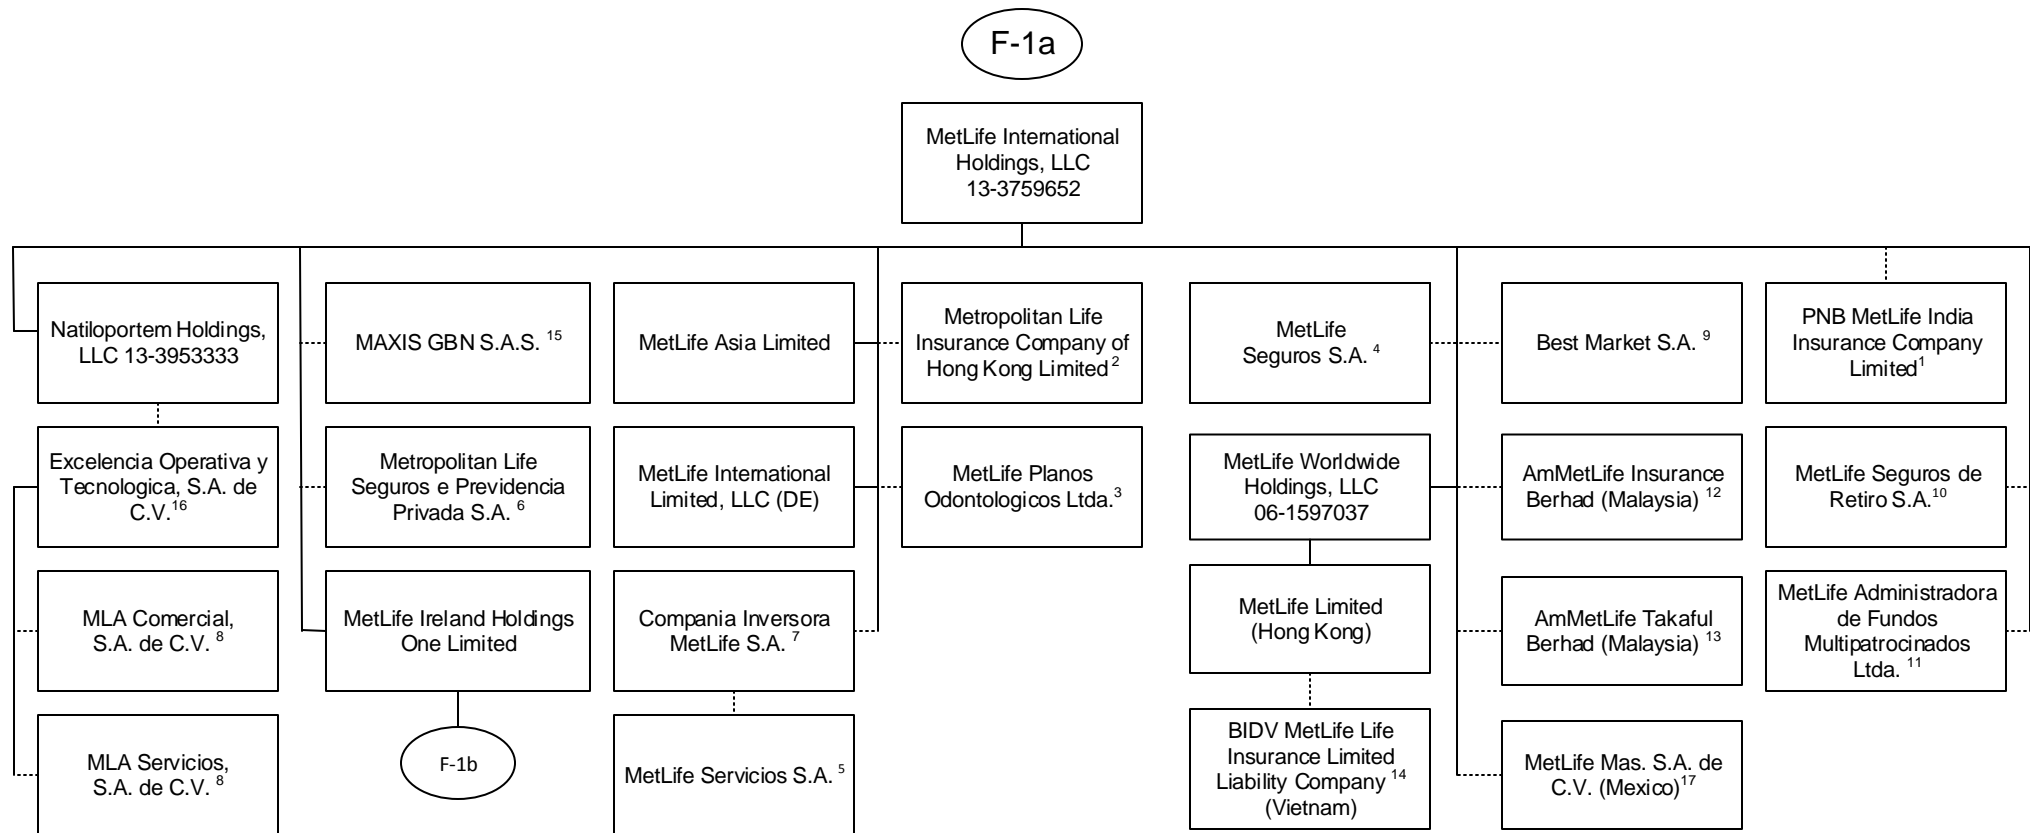 F-1a
MetLife International
Holdings, LLC
13-3759652
Natiloportem Holdings,
LLC 13-3953333
MAXIS GBN S.A.S. 15
MetLife Asia Limited
Metropolitan Life
Insurance Company of
Hong Kong Limited 2
MetLife
Seguros S.A. 4
Best Market S.A. 9
PNB MetLife India
Insurance Company
Limited1
Excelencia Operativa y
Tecnologica, S.A. de
C.V.16
Metropolitan Life
Seguros e Previdencia
Privada S.A. 6
MetLife International
Limited, LLC (DE)
MetLife Planos
Odontologicos Ltda.3
MetLife Worldwide
Holdings, LLC
06-1597037
AmMetLife Insurance
Berhad (Malaysia) 12
MetLife Seguros de
Retiro S.A.10
MLA Comercial,
S.A. de C.V. 8
MetLife Ireland Holdings
One Limited
Compania Inversora
MetLife S.A. 7
MetLife Limited
(Hong Kong)
AmMetLife Takaful
Berhad (Malaysia) 13
MetLife Administradora
de Fundos
Multipatrocinados
Ltda. 11
MLA Servicios,
S.A. de C.V. 8
F-1b
MetLife Servicios S.A. 5
BIDV MetLife Life
Insurance Limited
Liability Company 14
(Vietnam)
MetLife Mas. S.A. de
C.V. (Mexico)17